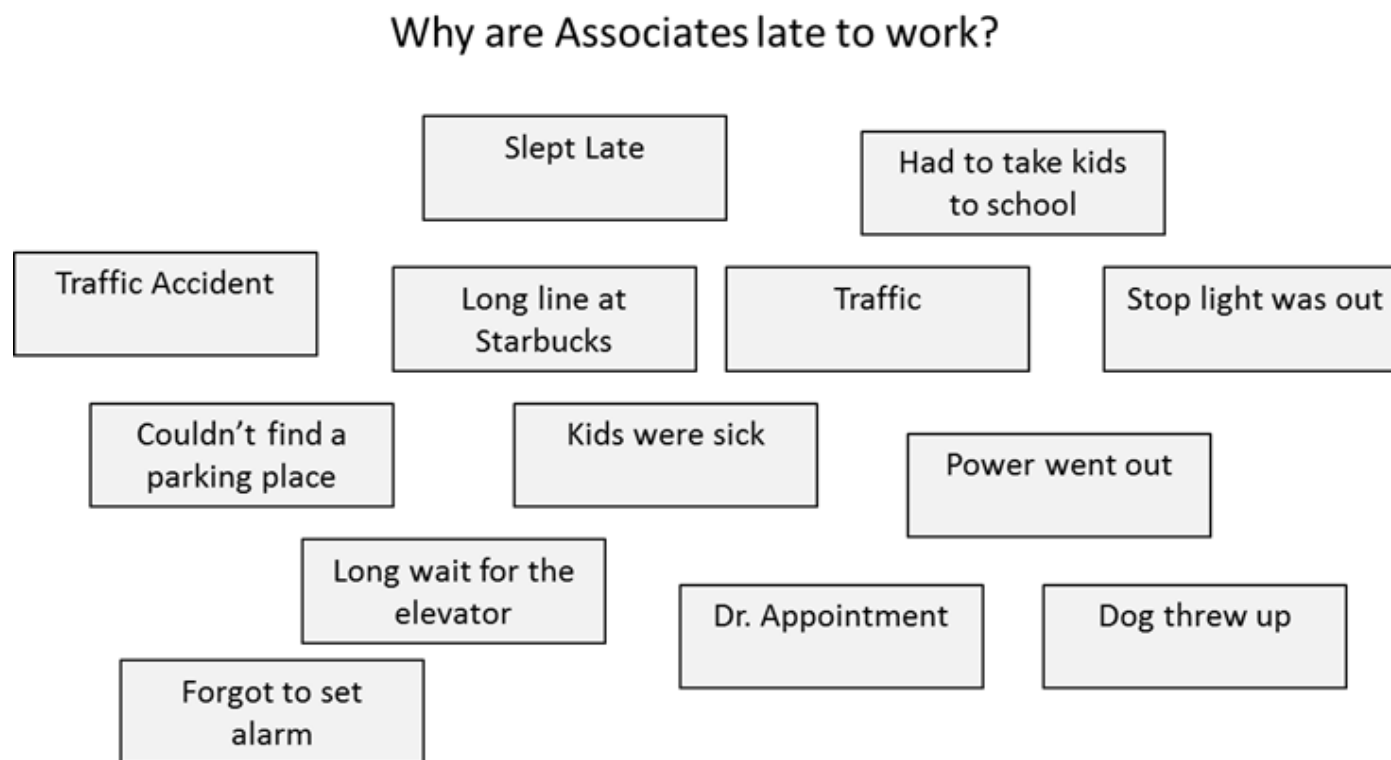 Why are Associates late to work?
Slept Late
Had to take kids
to school
Traffic Accident
Long line at
Starbucks
Traffic
Stop light was out
Couldn’t find a
parking place
Kids were sick
Power went out
Long wait for the
elevator
Dr. Appointment
Dog threw up
Forgot to set
alarm